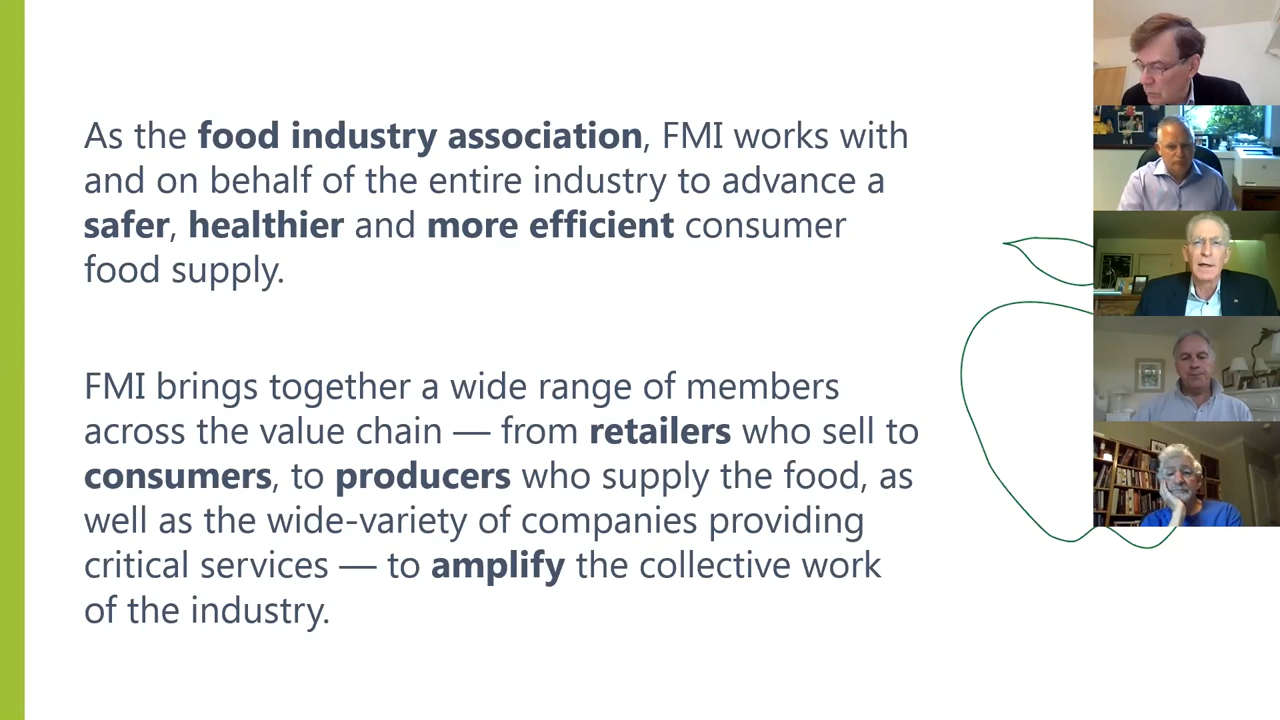 As the food industry association, FMI works with
and on behalf of the entire industry to advance a
safer, healthier and more efficient consumer
food supply.
FMI brings together a wide range of members
across the value chain — from retailers who sell to
consumers, to producers who supply the food, as
well as the wide-variety of companies providing
critical services — to amplify the collective work
of the industry.